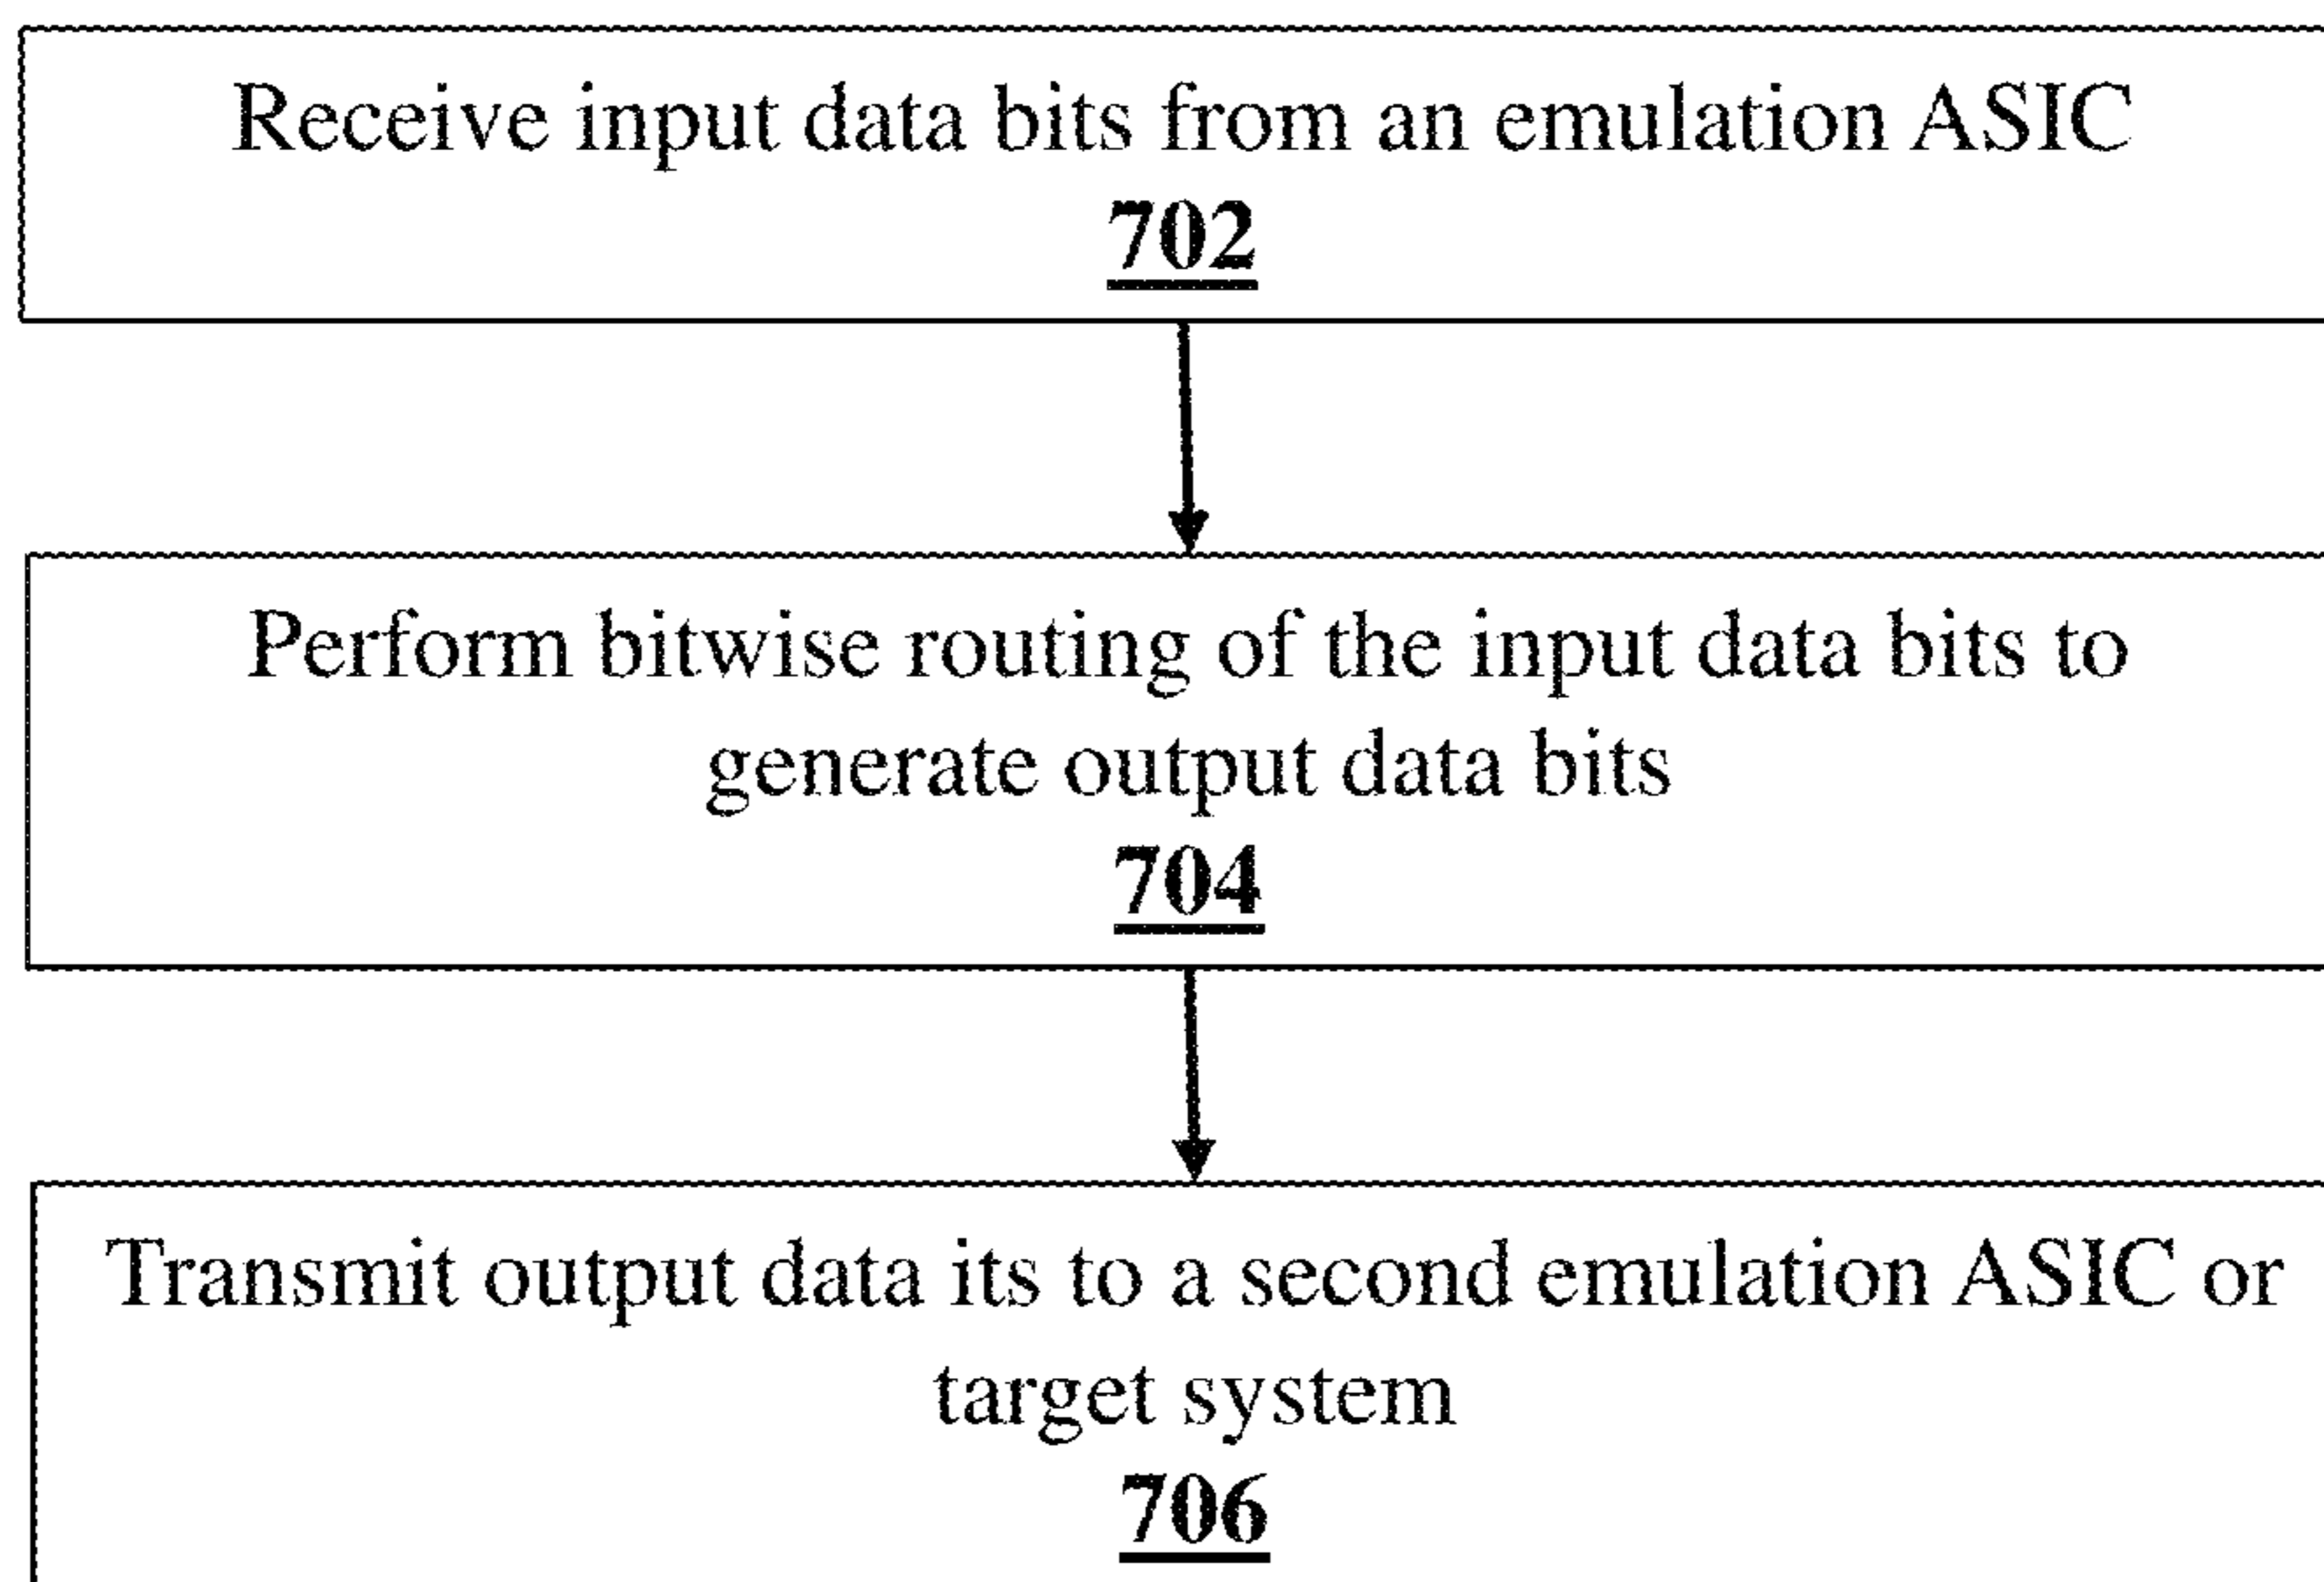 Receive input data bits from an emulation ASIC
702
Perform bitwise routing of the input data bits to
generate output data bits
704
Transmit output data its to a second emulation ASIC or
target system
706